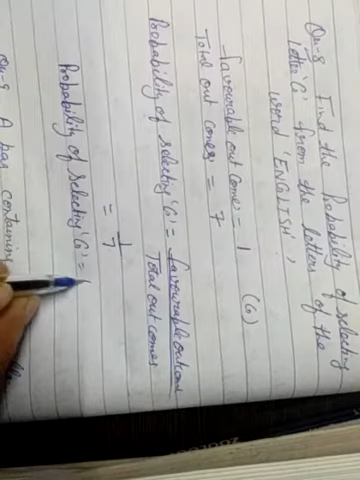 Qu-8 Find the Probability of selecting
letter 'G' from the letters of the
word 'ENGLISH'
favourable out comes = 1 (G)
Total out comes = 7
Probability of selecting 'G' = favourable outcom
Total out comes
= 1
7
Probability of selecting 'G' =
Qu-9 A bag containing